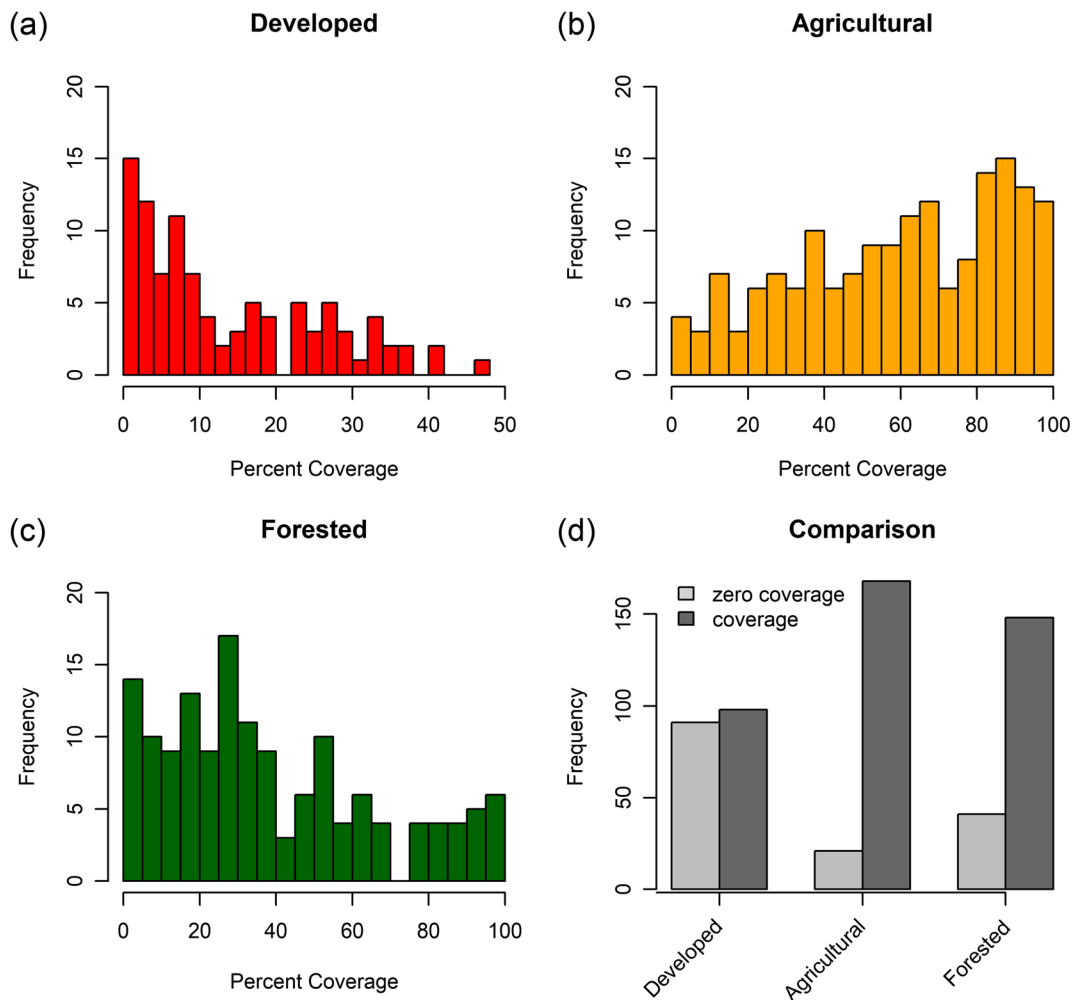 (a)
Developed
Frequency
20
15
10
5
0
0 10 20 30 40 50
Percent Coverage
(b)
Agricultural
Frequency
20
15
10
5
0
0 20 40 60 80 100
Percent Coverage
(c)
Forested
Frequency
20
15
10
5
0
0 20 40 60 80 100
Percent Coverage
(d)
Comparison
zero coverage
coverage
Frequency
150
100
50
0
Developed
Agricultural
Forested